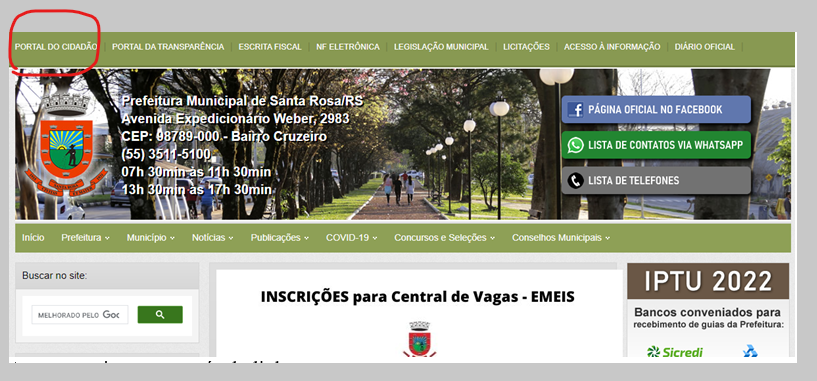 PORTAL DO CIDADÃO PORTAL DA TRANSPARÊNCIA ESCRITA FISCAL NF ELETRÔNICA LEGISLAÇÃO MUNICIPAL LICITAÇÕES ACESSO À INFORMAÇÃO DIÁRIO OFICIAL
Prefeitura Municipal de Santa Rosa/RS
Avenida Expedicionário Weber, 2983
CEP: 98789-000 - Bairro Cruzeiro
(55) 3511-5100
07h 30min às 11h 30min
13h 30min às 17h 30min
PÁGINA OFICIAL NO FACEBOOK
LISTA DE CONTATOS VIA WHATSAPP
LISTA DE TELEFONES
Início Prefeitura Município Notícias Publicações COVID-19 Concursos e Seleções Conselhos Municipais
Buscar no site:
MELHORADO PELO Goo
INSCRIÇÕES para Central de Vagas - EMEIS
IPTU 2022
Bancos conveniados para
recebimento de guias da Prefeitura:
Sicredi